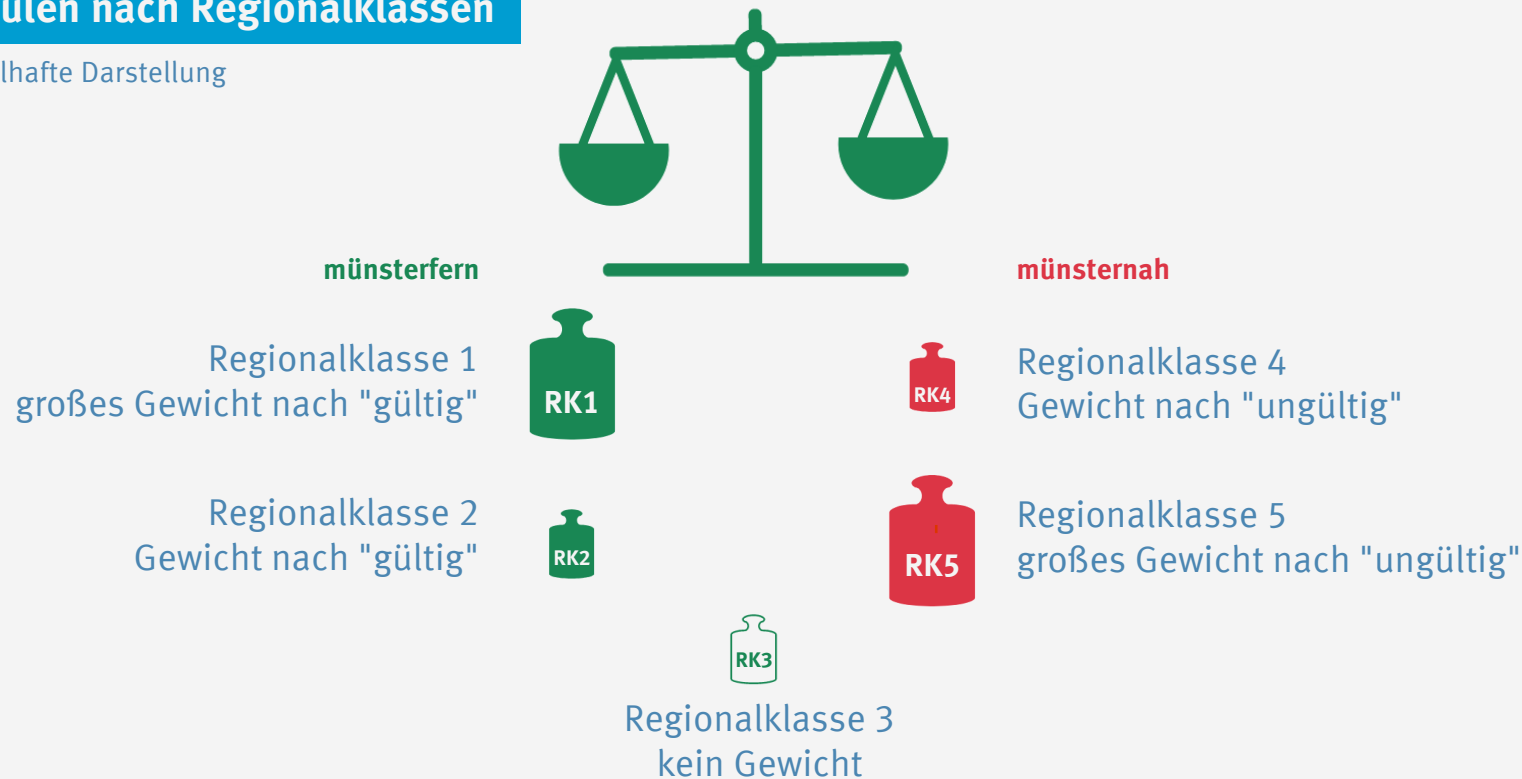 ulen nach Regionalklassen
lhafte Darstellung
münsterfern
münsternah
Regionalklasse 1
großes Gewicht nach "gültig"
RK1
RK4
Regionalklasse 4
Gewicht nach "ungültig"
Regionalklasse 2
Gewicht nach "gültig"
RK2
RK5
Regionalklasse 5
großes Gewicht nach "ungültig"
RK3
Regionalklasse 3
kein Gewicht